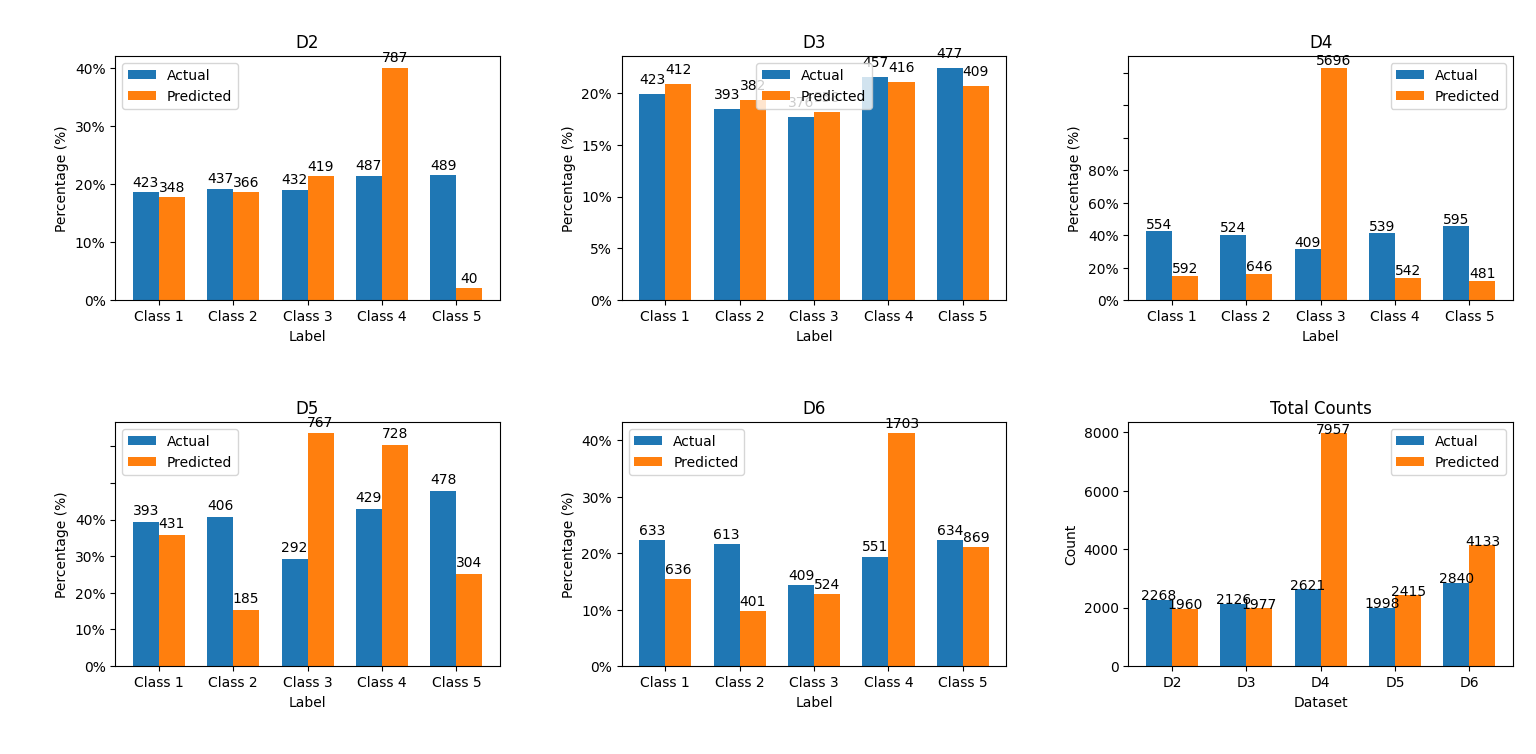 D2
Actual
Predicted
40%
30%
20%
10%
0%
Percentage (%)
423 348 437 366 432 419 487 787 489 40
Class 1 Class 2 Class 3 Class 4 Class 5
Label
D3
Actual
Predicted
20%
15%
10%
5%
0%
Percentage (%)
423 412 393 382 376 457 416 477 409
Class 1 Class 2 Class 3 Class 4 Class 5
Label
D4
Actual
Predicted
80%
60%
40%
20%
0%
Percentage (%)
554 592 524 646 409 5696 539 542 595 481
Class 1 Class 2 Class 3 Class 4 Class 5
Label
D5
Actual
Predicted
40%
30%
20%
10%
0%
Percentage (%)
393 431 406 185 292 767 429 728 478 304
Class 1 Class 2 Class 3 Class 4 Class 5
Label
D6
Actual
Predicted
40%
30%
20%
10%
0%
Percentage (%)
633 636 613 401 409 524 551 1703 634 869
Class 1 Class 2 Class 3 Class 4 Class 5
Label
Total Counts
Actual
Predicted
8000
6000
4000
2000
0
Count
2268 1960 2126 1977 2621 7957 1998 2415 2840 4133
D2 D3 D4 D5 D6
Dataset